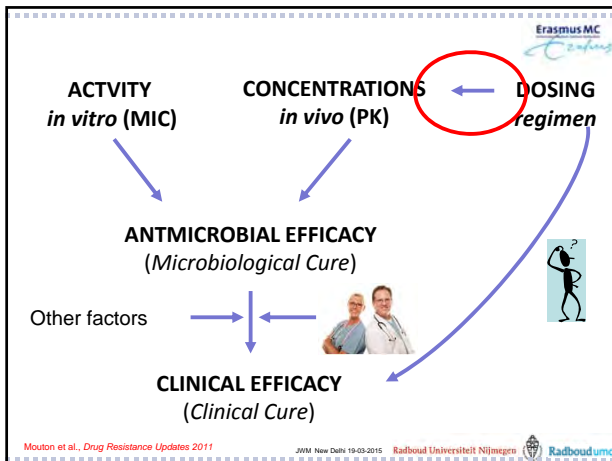 Erasmus MC
Erasmus
ACTVITY
in vitro (MIC)
CONCENTRATIONS
in vivo (PK)
DOSING
regimen
ANTMICROBIAL EFFICACY
(Microbiological Cure)
?
Other factors
CLINICAL EFFICACY
(Clinical Cure)
Mouton et al., Drug Resistance Updates 2011
JWM New Delhi 19-03-2015
Radboud Universiteit Nijmegen
Radboudumc